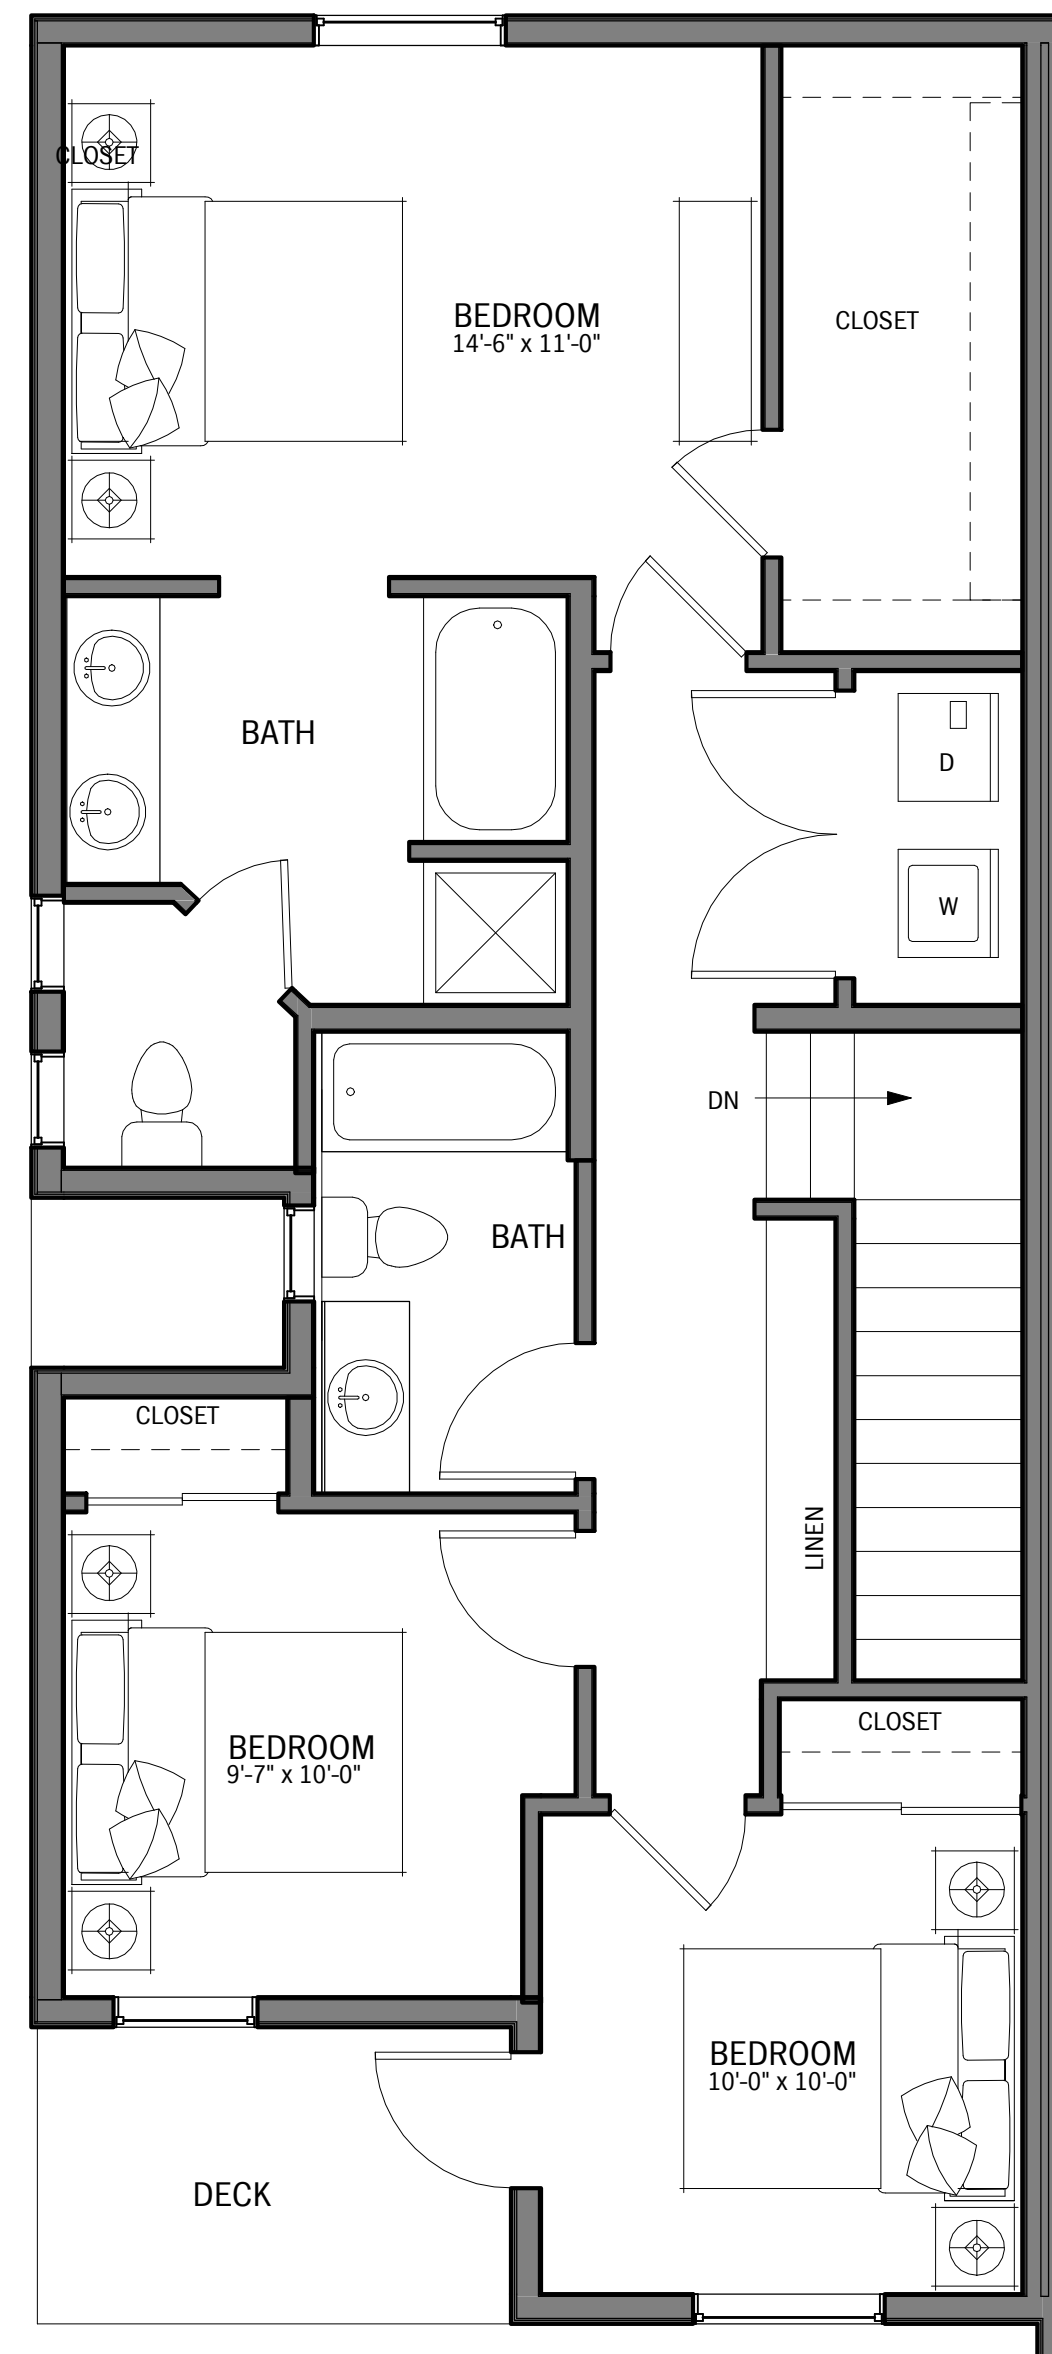 CLOSET
BEDROOM
14'-6" x 11'-0"
CLOSET
BATH
D
W
DN
BATH
CLOSET
LINEN
CLOSET
BEDROOM
9'-7" x 10'-0"
BEDROOM
10'-0" x 10'-0"
DECK